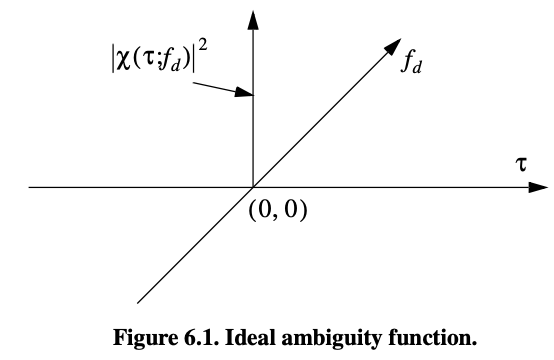 |χ(τ;f_d)|²
f_d
τ
(0, 0)
Figure 6.1. Ideal ambiguity function.